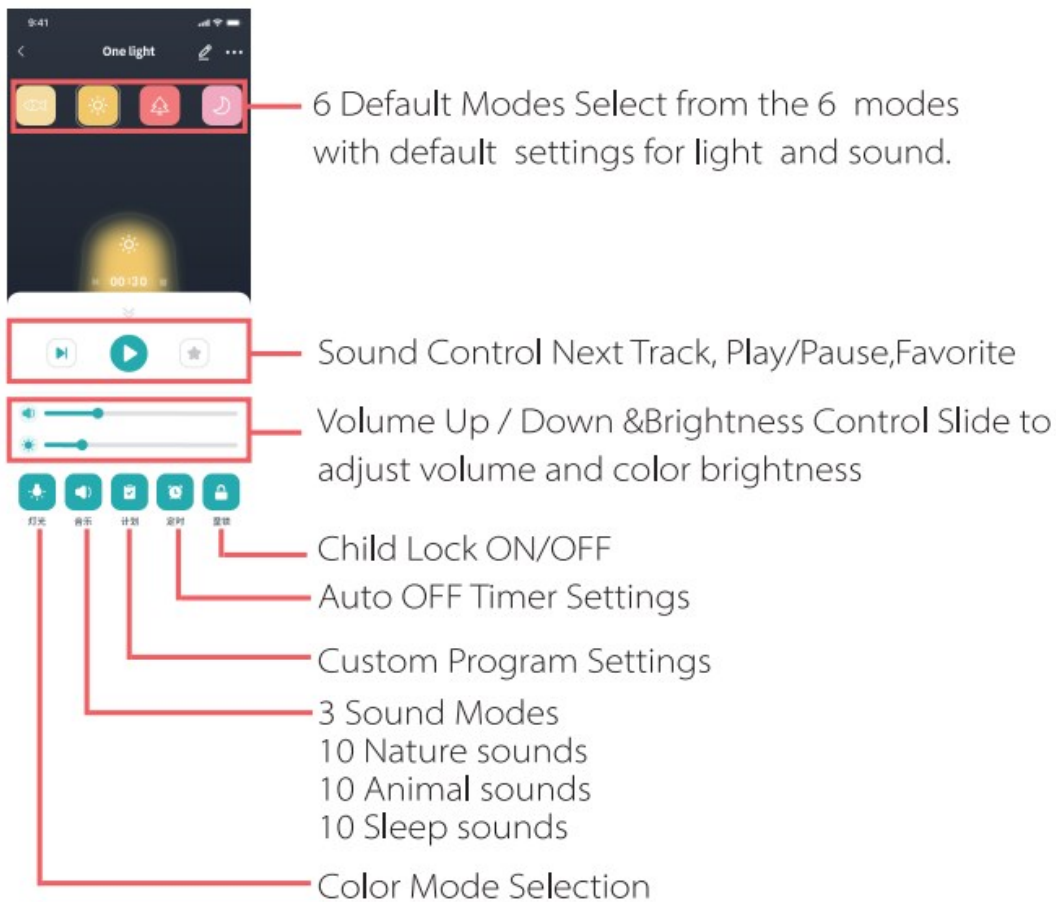 9:41
One light
6 Default Modes Select from the 6 modes
with default settings for light and sound.
00:30
Sound Control Next Track, Play/Pause,Favorite
Volume Up / Down &Brightness Control Slide to
adjust volume and color brightness
灯光 音乐 计划 定时 童锁
Child Lock ON/OFF
Auto OFF Timer Settings
Custom Program Settings
3 Sound Modes
10 Nature sounds
10 Animal sounds
10 Sleep sounds
Color Mode Selection